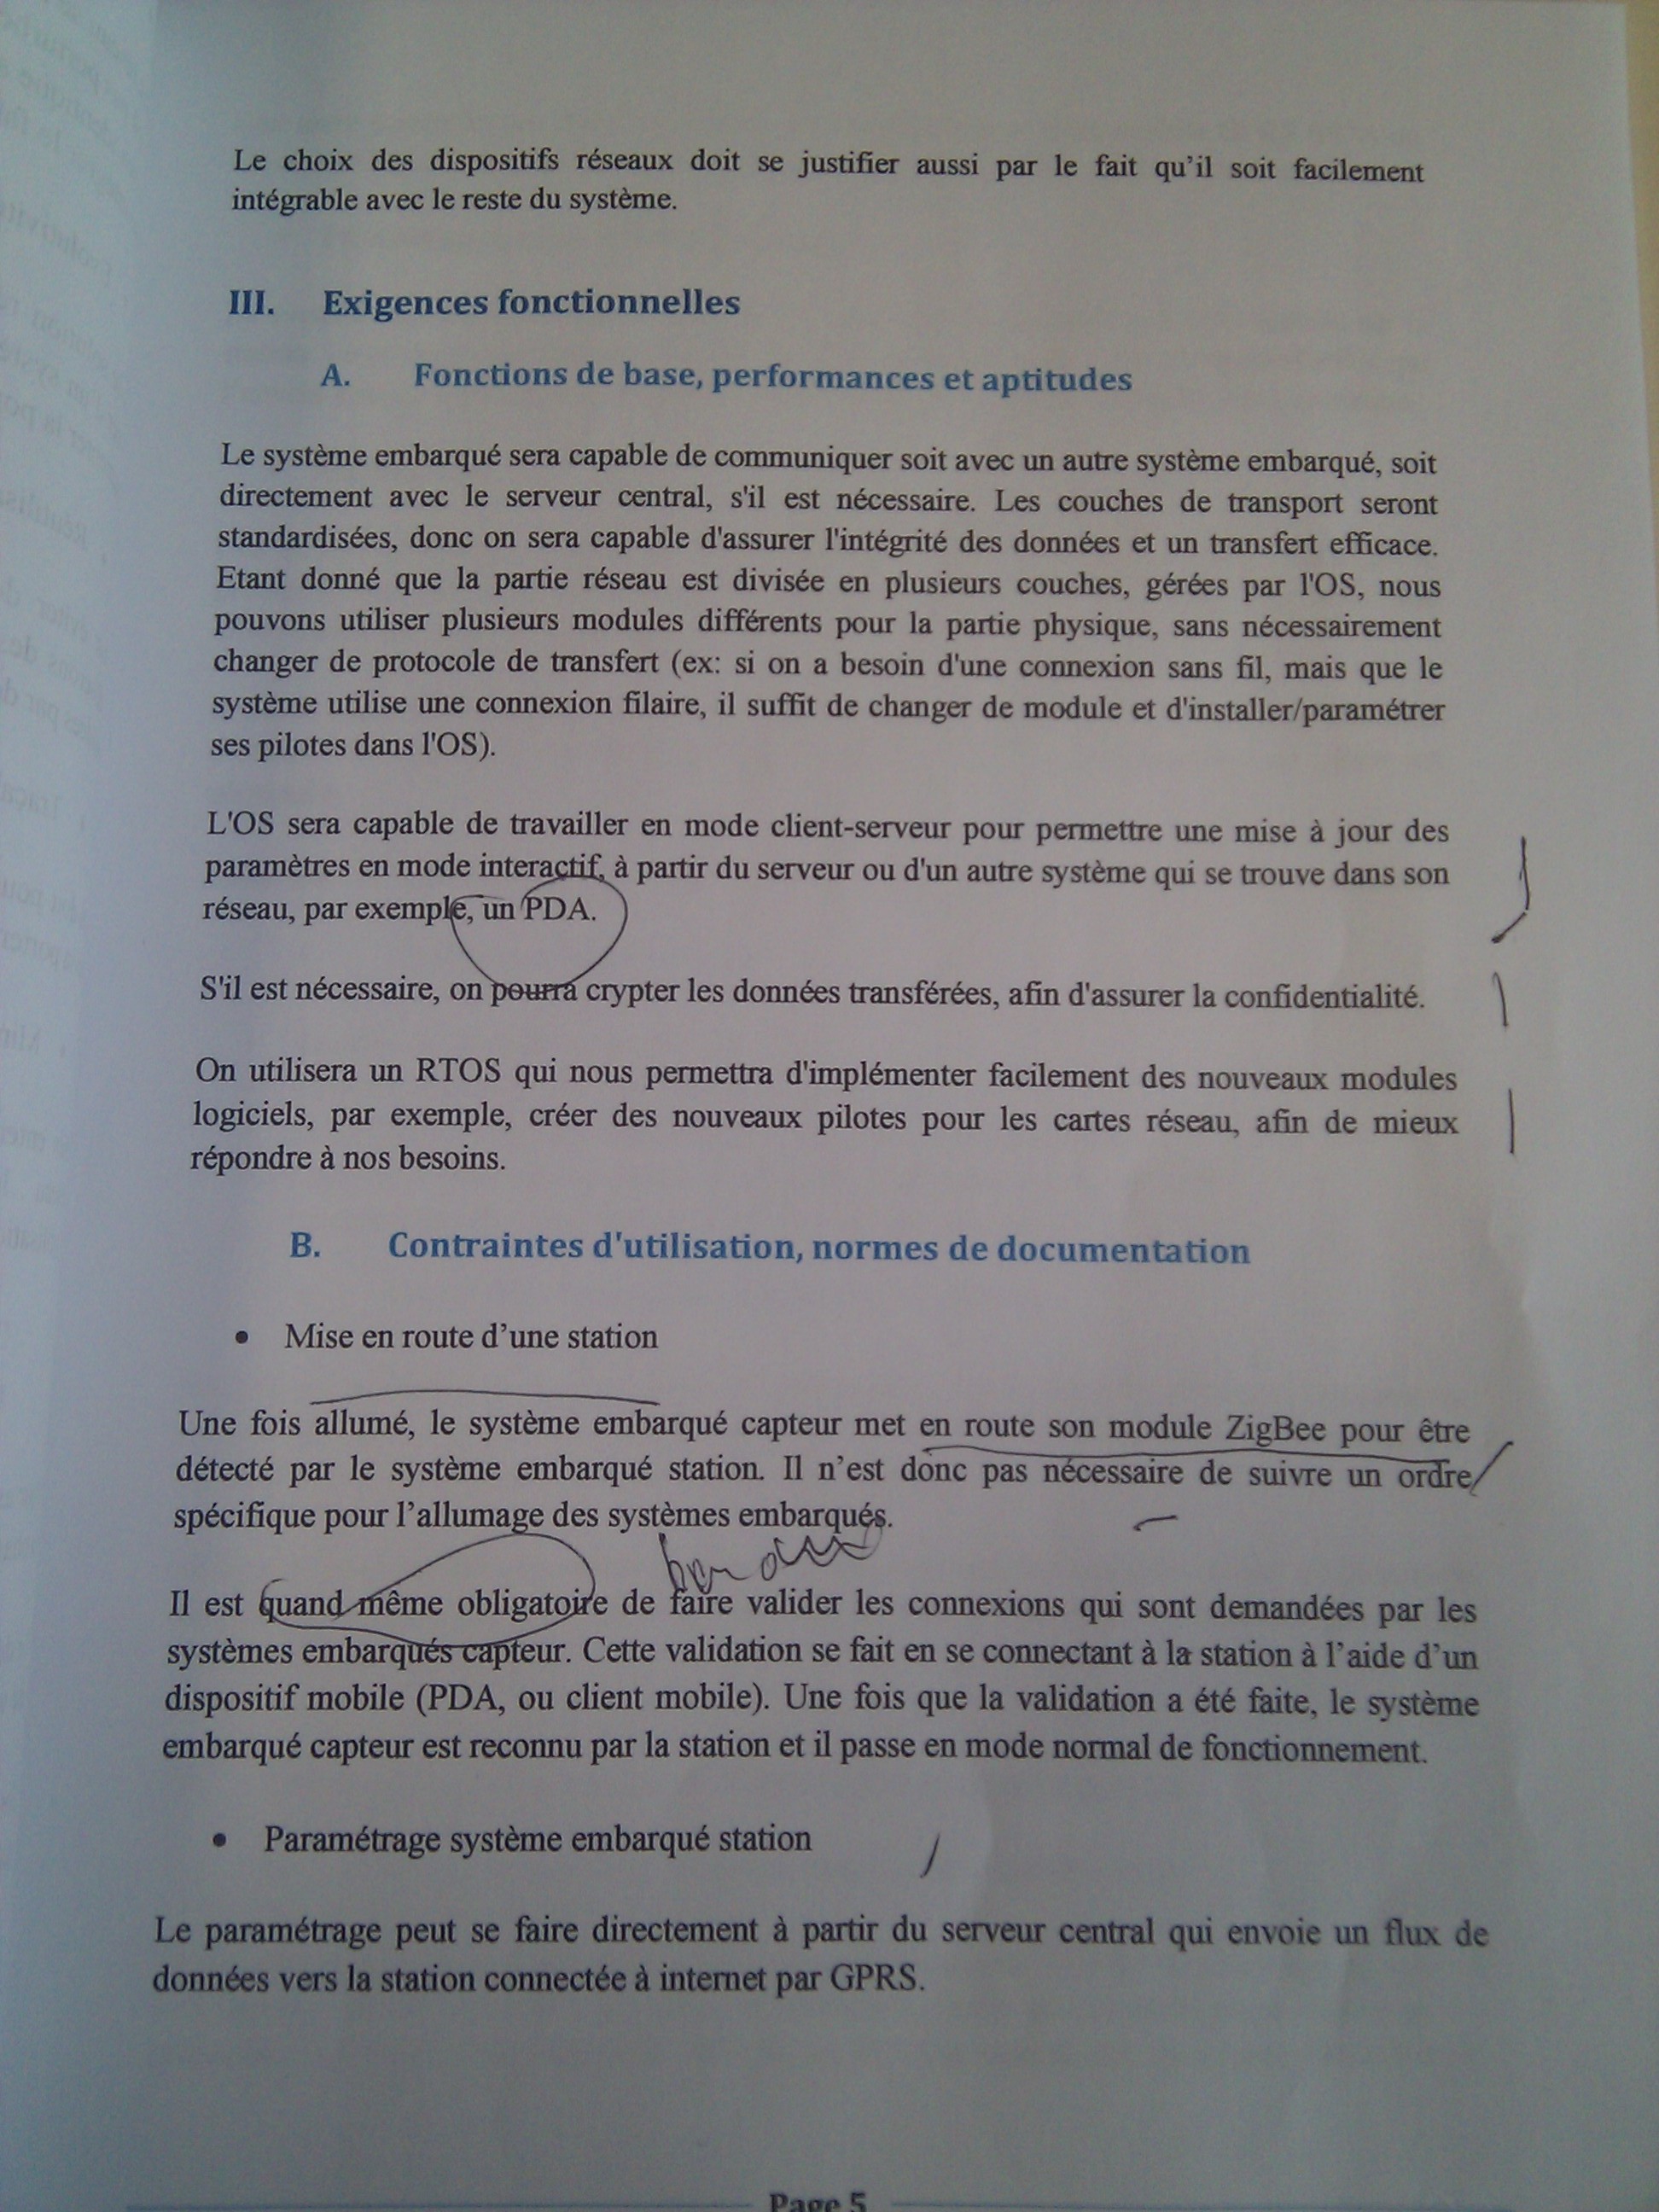 Le choix des dispositifs réseaux doit se justifier aussi par le fait qu'il soit facilement
intégrable avec le reste du système.
III. Exigences fonctionnelles
A. Fonctions de base, performances et aptitudes
Le système embarqué sera capable de communiquer soit avec un autre système embarqué, soit
directement avec le serveur central, s'il est nécessaire. Les couches de transport seront
standardisées, donc on sera capable d'assurer l'intégrité des données et un transfert efficace.
Etant donné que la partie réseau est divisée en plusieurs couches, gérées par l'OS, nous
pouvons utiliser plusieurs modules différents pour la partie physique, sans nécessairement
changer de protocole de transfert (ex: si on a besoin d'une connexion sans fil, mais que le
système utilise une connexion filaire, il suffit de changer de module et d'installer/paramétrer
ses pilotes dans l'OS).
L'OS sera capable de travailler en mode client-serveur pour permettre une mise à jour des
paramètres en mode interactif, à partir du serveur ou d'un autre système qui se trouve dans son
réseau, par exemple, un PDA.
S'il est nécessaire, on pourra crypter les données transférées, afin d'assurer la confidentialité.
On utilisera un RTOS qui nous permettra d'implémenter facilement des nouveaux modules
logiciels, par exemple, créer des nouveaux pilotes pour les cartes réseau, afin de mieux
répondre à nos besoins.
B. Contraintes d'utilisation, normes de documentation
• Mise en route d'une station
Une fois allumé, le système embarqué capteur met en route son module ZigBee pour être
détecté par le système embarqué station. Il n'est donc pas nécessaire de suivre un ordre
spécifique pour l'allumage des systèmes embarqués.
Il est quand même obligatoire de faire valider les connexions qui sont demandées par les
systèmes embarqués capteur. Cette validation se fait en se connectant à la station à l'aide d'un
dispositif mobile (PDA, ou client mobile). Une fois que la validation a été faite, le système
embarqué capteur est reconnu par la station et il passe en mode normal de fonctionnement.
• Paramétrage système embarqué station
Le paramétrage peut se faire directement à partir du serveur central qui envoie un flux de
données vers la station connectée à internet par GPRS.
Page 5